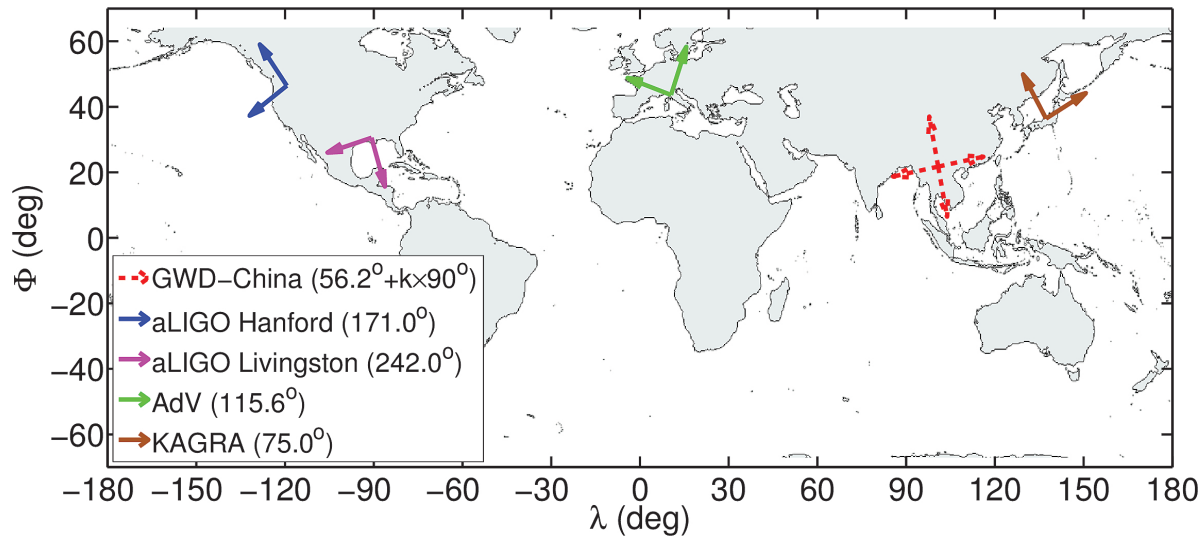 60
40
20
0
−20
−40
−60
Φ (deg)
GWD−China (56.2°+k×90°)
aLIGO Hanford (171.0°)
aLIGO Livingston (242.0°)
AdV (115.6°)
KAGRA (75.0°)
−180 −150 −120 −90 −60 −30 0 30 60 90 120 150 180
λ (deg)